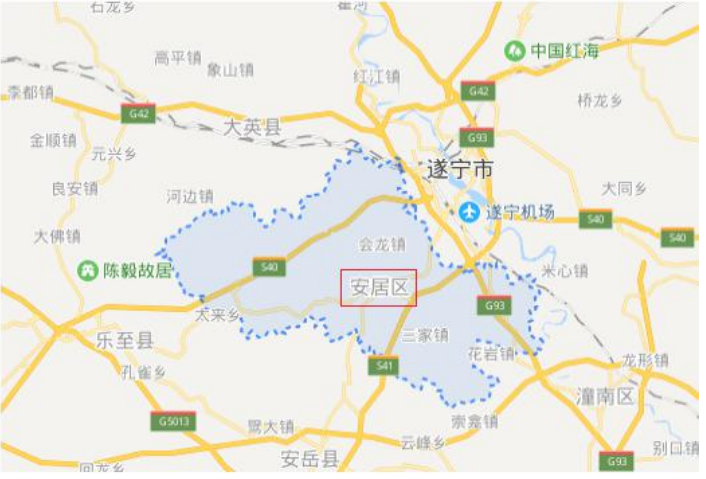 石龙乡
中国红海
高平镇
象山镇
红江镇
李都镇
G42
G42
桥龙乡
大英县
G93
金顺镇
元兴乡
遂宁市
良安镇
河边镇
大同乡
遂宁机场
S40
大佛镇
会龙镇
S40
陈毅故居
S40
米心镇
安居区
G93
太来乡
三家镇
乐至县
花岩镇
龙形镇
孔雀乡
S41
潼南区
G5013
崇龛镇
鸳大镇
云峰乡
别口镇
安岳县
G93
回龙乡